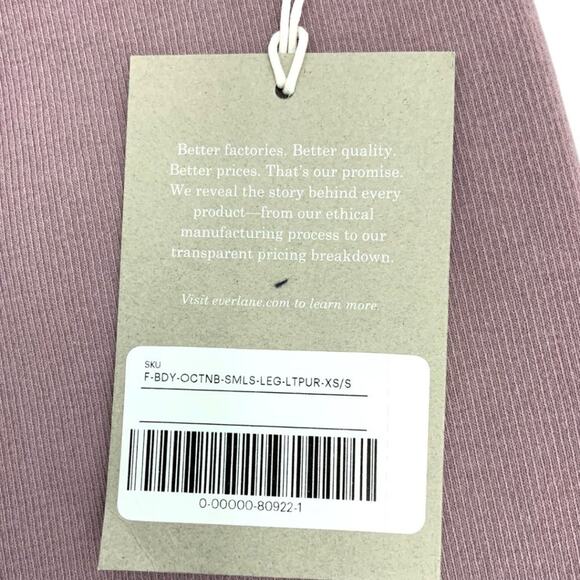 Better factories. Better quality.
Better prices. That's our promise.
We reveal the story behind every
product—from our ethical
manufacturing process to our
transparent pricing breakdown.
Visit everlane.com to learn more.
SKU
F-BDY-OCTNB-SMLS-LEG-LTPUR-XS/S
0-00000-80922-1